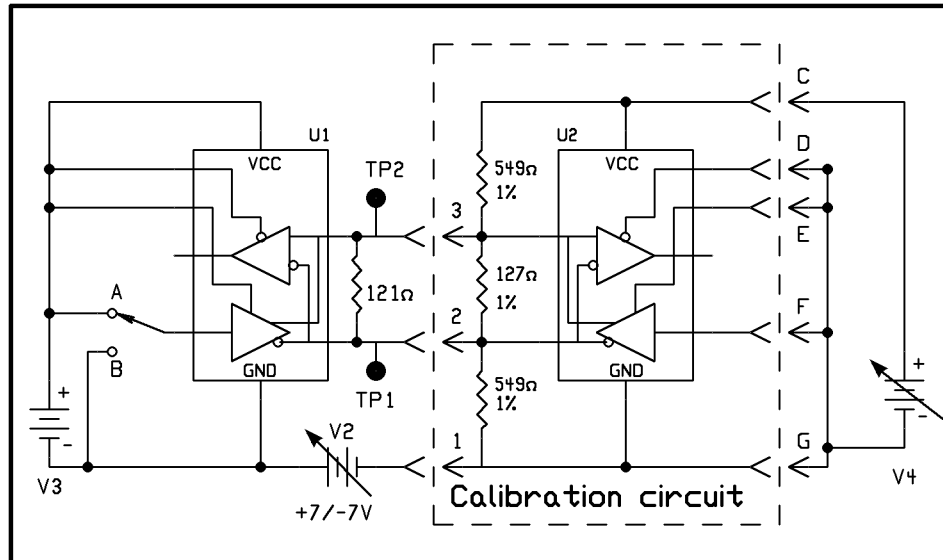 C
U1
U2
D
VCC
TP2
VCC
549Ω
1%
3
E
A
121Ω
127Ω
1%
2
F
B
GND
GND
TP1
549Ω
1%
+
+
-
V2
1
G
-
V3
V4
+7/-7V
Calibration circuit